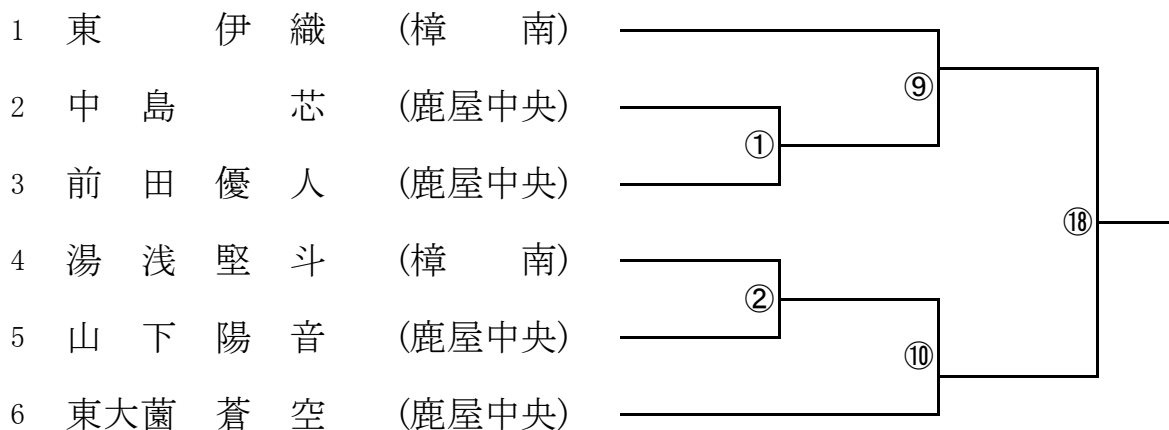 1 東 伊 織 (樟 南)
2 中 島 芯 (鹿屋中央)
3 前 田 優 人 (鹿屋中央)
4 湯 浅 堅 斗 (樟 南)
5 山 下 陽 音 (鹿屋中央)
6 東大薗 蒼 空 (鹿屋中央)
①
②
⑨
⑩
⑱